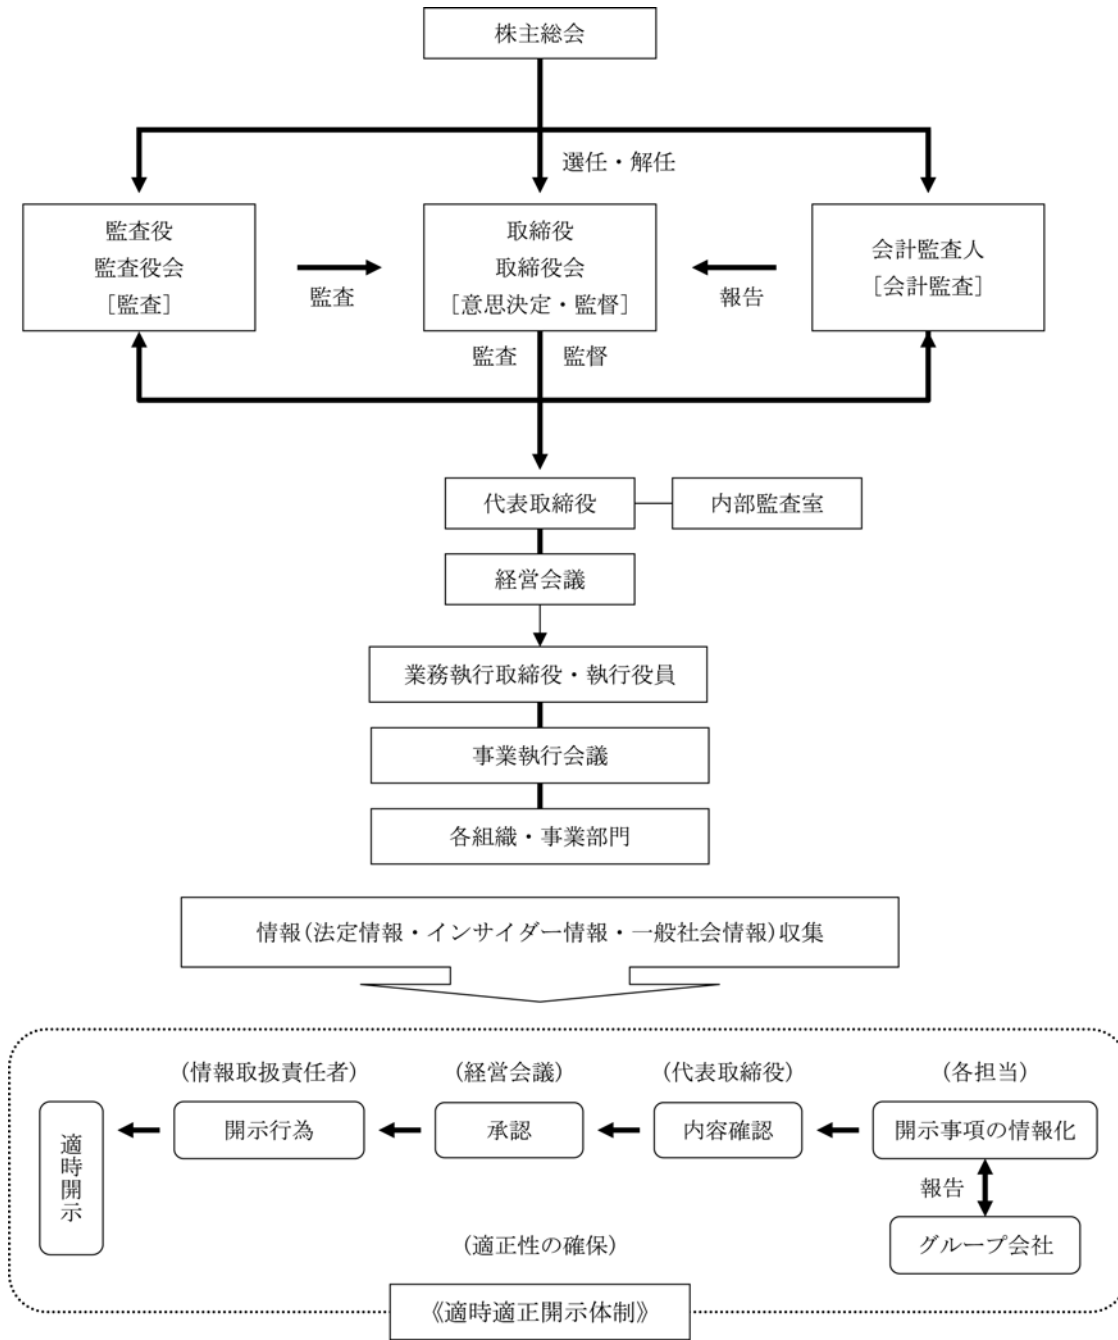 株主総会
選任・解任
監査役
監査役会
[監査]
監査
取締役
取締役会
[意思決定・監督]
報告
会計監査人
[会計監査]
監査
監督
代表取締役
内部監査室
経営会議
業務執行取締役・執行役員
事業執行会議
各組織・事業部門
情報(法定情報・インサイダー情報・一般社会情報)収集
(情報取扱責任者)
(経営会議)
(代表取締役)
(各担当)
適時開示
開示行為
承認
内容確認
開示事項の情報化
報告
グループ会社
(適正性の確保)
《適時適正開示体制》